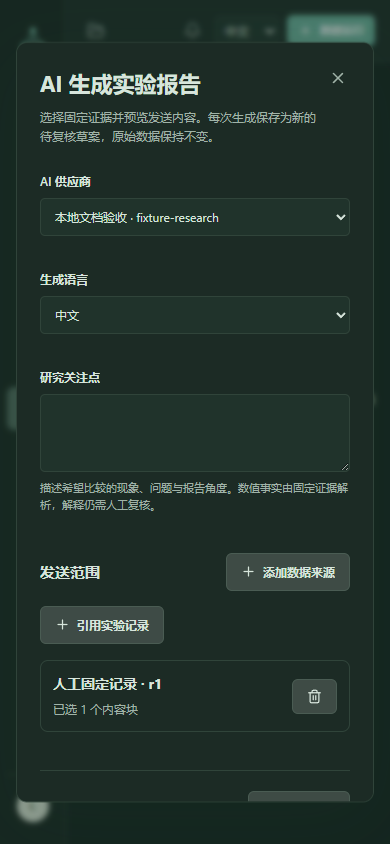 AI 生成实验报告
选择固定证据并预览发送内容。每次生成保存为新的
待复核草案，原始数据保持不变。
AI 供应商
本地文档验收 · fixture-research
生成语言
中文
研究关注点
描述希望比较的现象、问题与报告角度。数值事实由固定证据解
析，解释仍需人工复核。
发送范围
添加数据来源
引用实验记录
人工固定记录 · r1
已选 1 个内容块